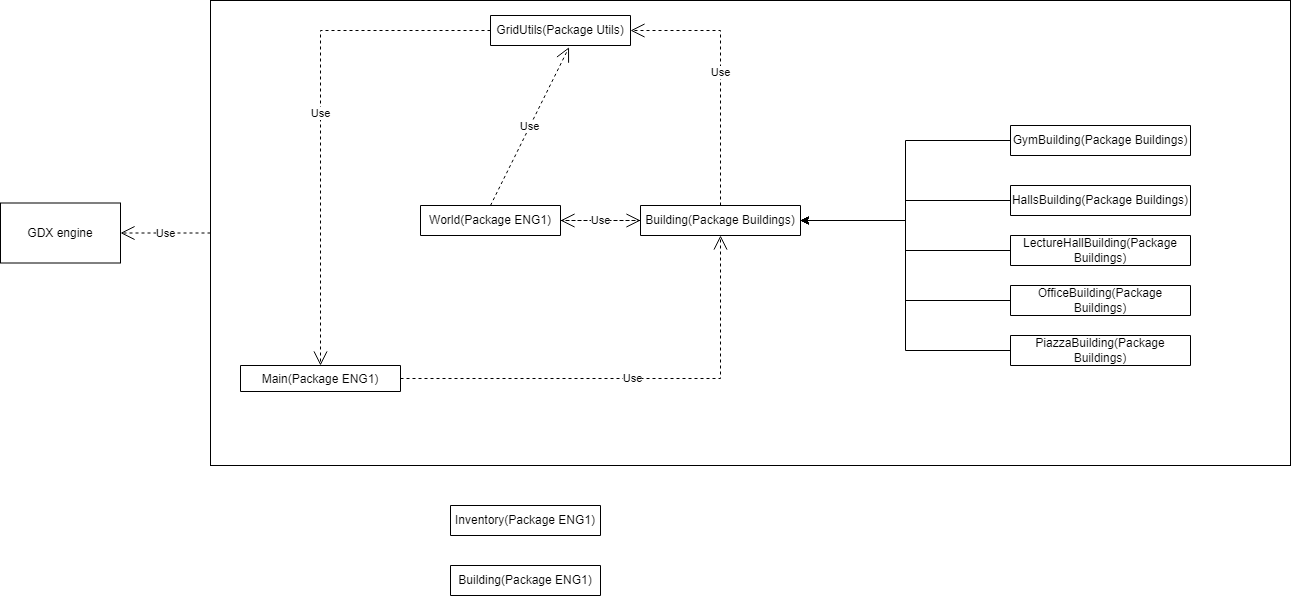 GridUtils(Package Utils)
Use
Use
Use
GymBuilding(Package Buildings)
HallsBuilding(Package Buildings)
World(Package ENG1)
Use
Building(Package Buildings)
GDX engine
Use
LectureHallBuilding(Package
Buildings)
OfficeBuilding(Package
Buildings)
PiazzaBuilding(Package
Buildings)
Main(Package ENG1)
Use
Inventory(Package ENG1)
Building(Package ENG1)